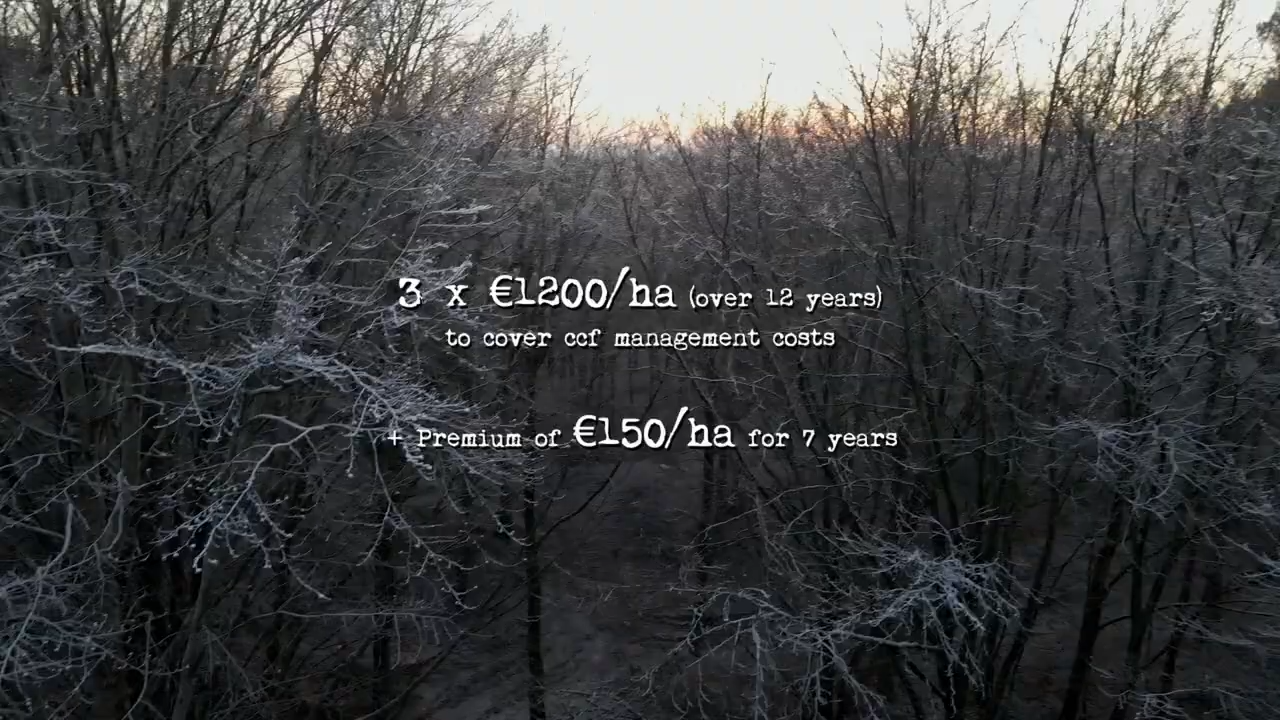 3 x €1200/ha (over 12 years)
to cover ccf management costs
+ Premium of €150/ha for 7 years